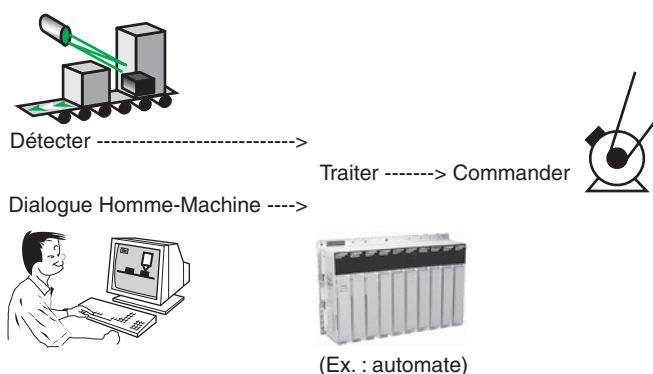 Détecter ---------------------------->
Traiter -------> Commander
Dialogue Homme-Machine ---->
(Ex. : automate)